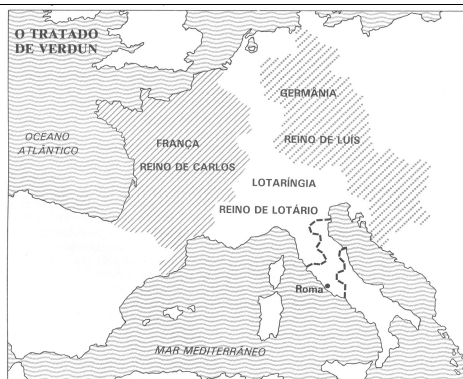 O TRATADO
DE VERDUN
GERMÂNIA
OCEANO
ATLÂNTICO
FRANÇA
REINO DE LUÍS
REINO DE CARLOS
LOTARÍNGIA
REINO DE LOTÁRIO
Roma
MAR MEDITERRÂNEO